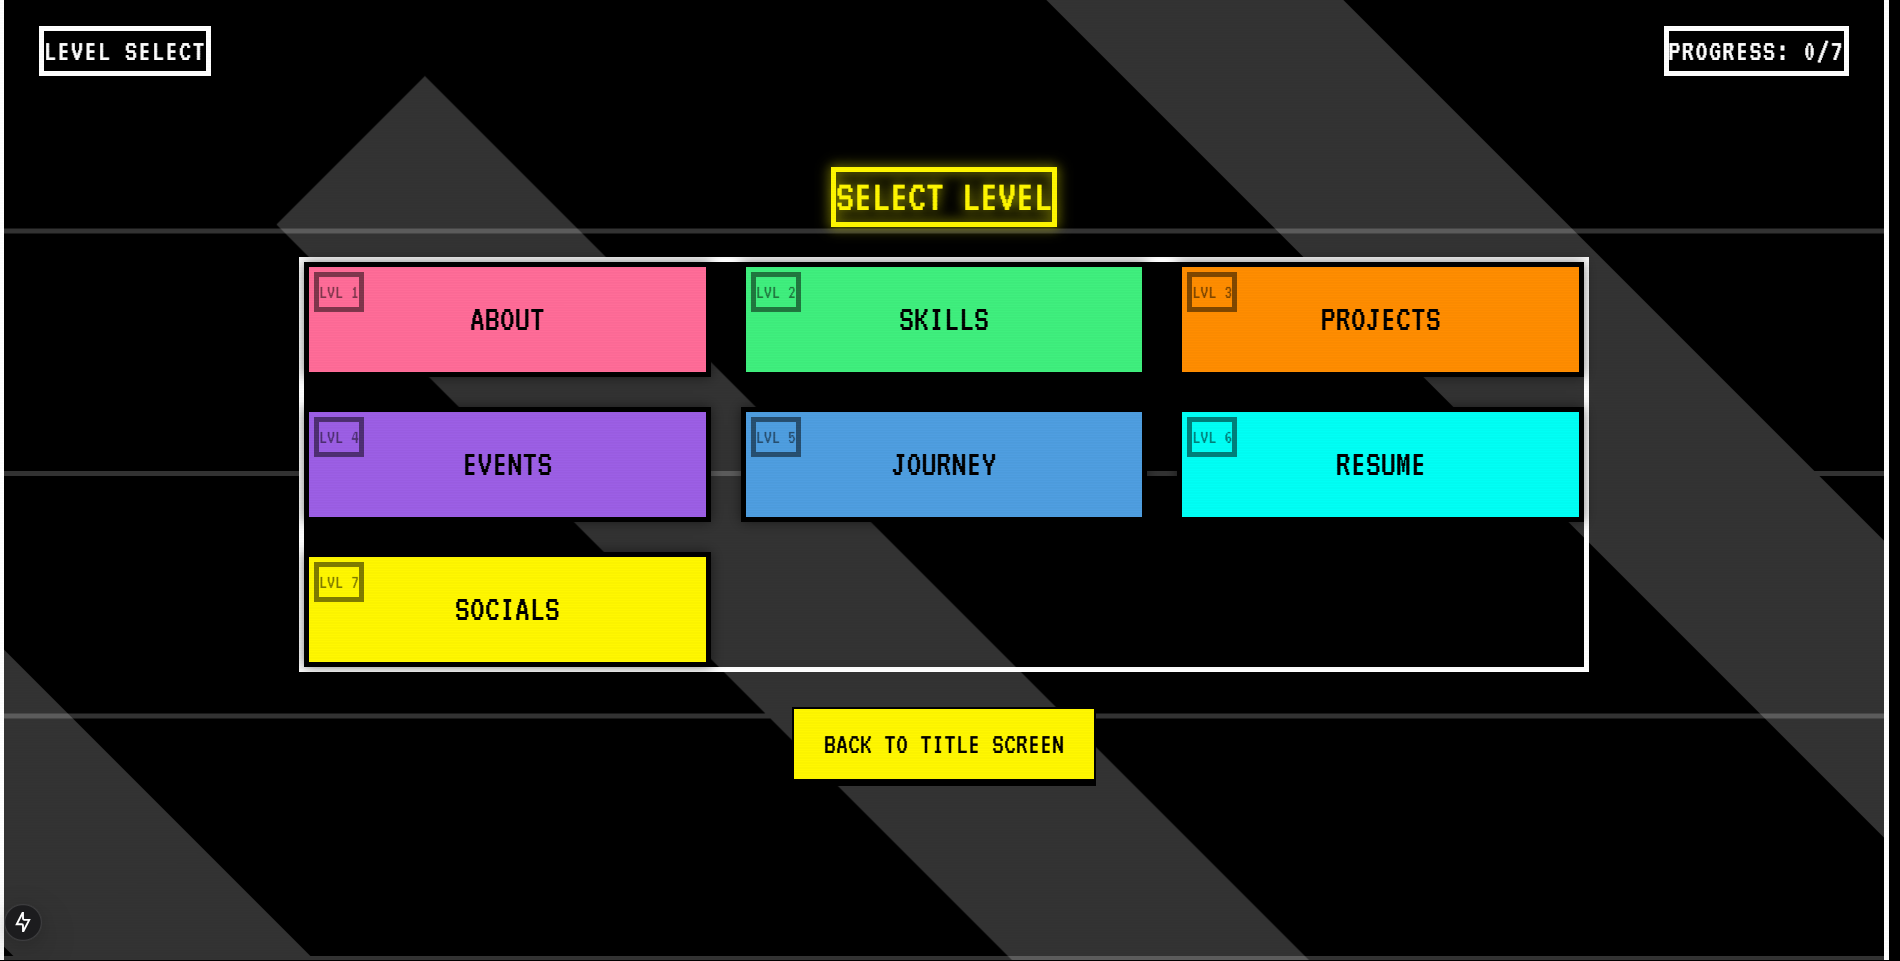 LEVEL SELECT
PROGRESS: 0/7
SELECT LEVEL
LVL 1
ABOUT
LVL 2
SKILLS
LVL 3
PROJECTS
LVL 4
EVENTS
LVL 5
JOURNEY
LVL 6
RESUME
LVL 7
SOCIALS
BACK TO TITLE SCREEN